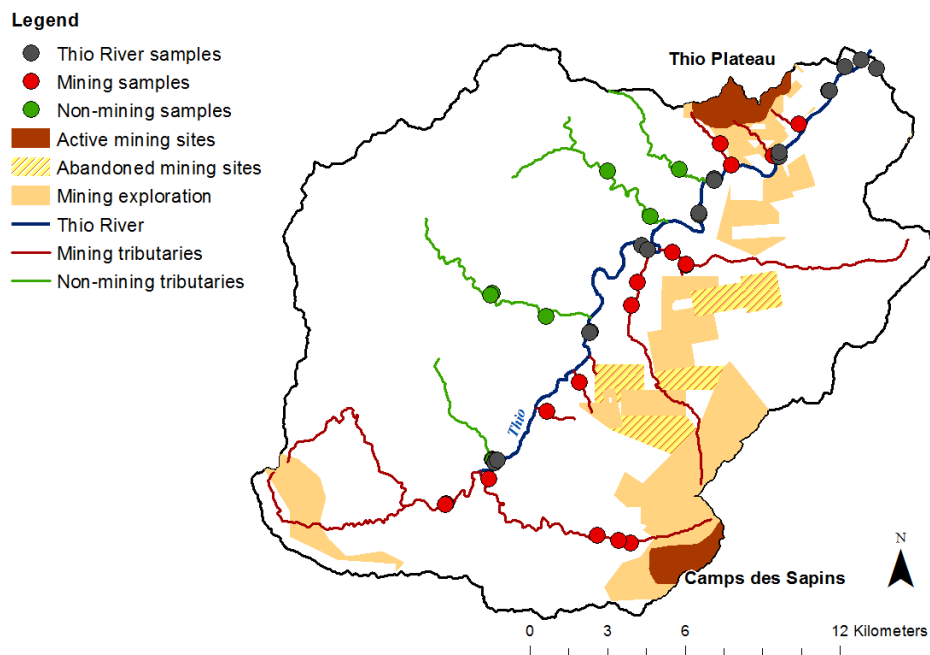 Legend
Thio River samples
Mining samples
Non-mining samples
Active mining sites
Abandoned mining sites
Mining exploration
Thio River
Mining tributaries
Non-mining tributaries
Thio Plateau
Thio
Camps des Sapins
N
0 3 6 12 Kilometers